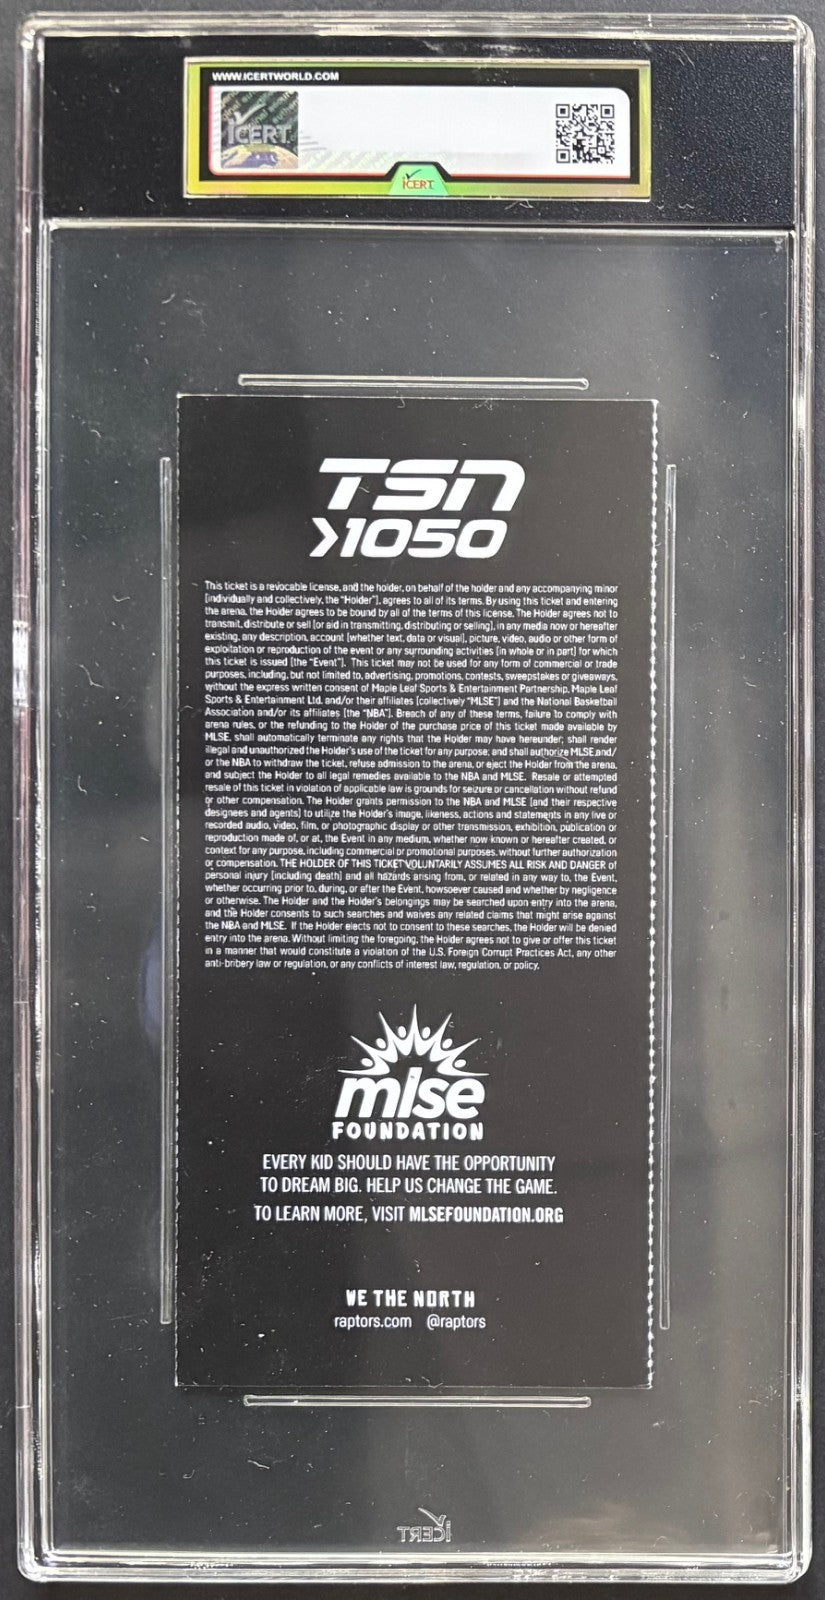 WWW.ICERTWORLD.COM
iCERT
iCERT
TSN
1050
This ticket is a revocable license, and the holder, on behalf of the holder and any accompanying minor
[individually and collectively, the "Holder"], agrees to all of its terms. By using this ticket and entering
the arena, the Holder agrees to be bound by all of the terms of this license. The Holder agrees not to
transmit, distribute or sell [or aid in transmitting, distributing or selling], in any media now or hereafter
existing, any description, account [whether text, data or visual], picture, video, audio or other form of
exploitation or reproduction of the event or any surrounding activities [in whole or in part] for which
this ticket is issued [the "Event"]. This ticket may not be used for any form of commercial or trade
purposes, including, but not limited to, advertising, promotions, contests, sweepstakes or giveaways,
without the express written consent of Maple Leaf Sports & Entertainment Partnership, Maple Leaf
Sports & Entertainment Ltd. and/or their affiliates [collectively "MLSE"] and the National Basketball
Association and/or its affiliates [the "NBA"]. Breach of any of these terms, failure to comply with
arena rules, or the refunding to the Holder of the purchase price of this ticket made available by
MLSE, shall automatically terminate any rights that the Holder may have hereunder; shall render
illegal and unauthorized the Holder's use of the ticket for any purpose; and shall authorize MLSE and/
or the NBA to withdraw the ticket, refuse admission to the arena, or eject the Holder from the arena,
and subject the Holder to all legal remedies available to the NBA and MLSE. Resale or attempted
resale of this ticket in violation of applicable law is grounds for seizure or cancellation without refund
or other compensation. The Holder grants permission to the NBA and MLSE [and their respective
designees and agents] to utilize the Holder's image, likeness, actions and statements in any live or
recorded audio, video, film, or photographic display or other transmission, exhibition, publication or
reproduction made of, or at, the Event in any medium, whether now known or hereafter created, or
context for any purpose, including commercial or promotional purposes, without further authorization
or compensation. THE HOLDER OF THIS TICKET VOLUNTARILY ASSUMES ALL RISK AND DANGER of
personal injury [including death] and all hazards arising from, or related in any way to, the Event,
whether occurring prior to, during, or after the Event, howsoever caused and whether by negligence
or otherwise. The Holder and the Holder's belongings may be searched upon entry into the arena,
and the Holder consents to such searches and waives any related claims that might arise against
the NBA and MLSE. If the Holder elects not to consent to these searches, the Holder will be denied
entry into the arena. Without limiting the foregoing, the Holder agrees not to give or offer this ticket
in a manner that would constitute a violation of the U.S. Foreign Corrupt Practices Act, any other
anti-bribery law or regulation, or any conflicts of interest law, regulation, or policy.
mlse
FOUNDATION
EVERY KID SHOULD HAVE THE OPPORTUNITY
TO DREAM BIG. HELP US CHANGE THE GAME.
TO LEARN MORE, VISIT MLSEFOUNDATION.ORG
WE THE NORTH
raptors.com @raptors
iCERT